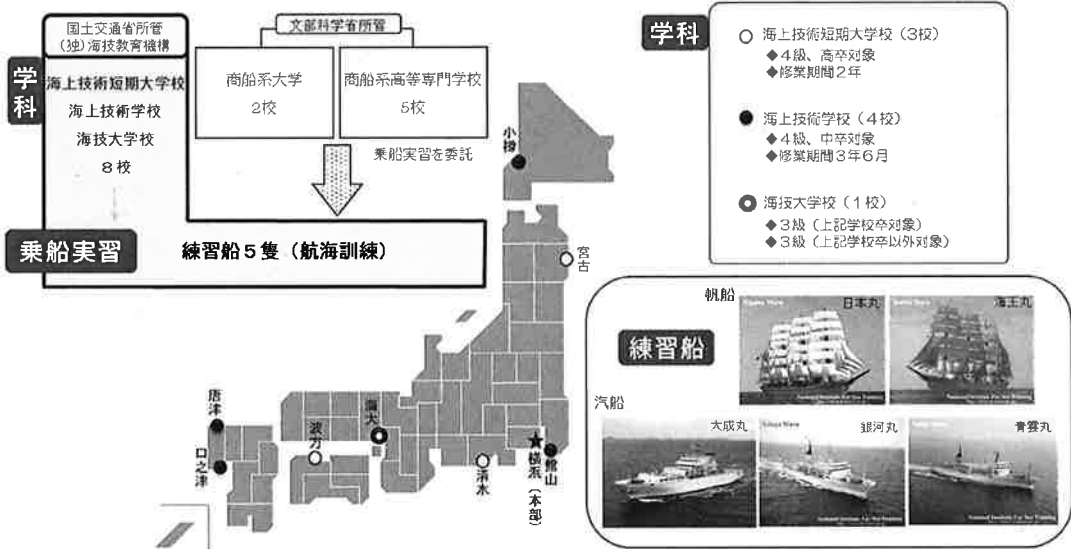 国土交通省所管
(独)海技教育機構
学科
海上技術短期大学校
海上技術学校
海技大学校
8校
文部科学省所管
商船系大学
2校
商船系高等専門学校
5校
乗船実習を委託
乗船実習
練習船5隻(航海訓練)
学科
海上技術短期大学校(3校)
◆4級、高卒対象
◆修業期間2年
海上技術学校(4校)
◆4級、中卒対象
◆修業期間3年6月
海技大学校(1校)
◆3級(上記学校卒対象)
◆3級(上記学校卒以外対象)
小樽
宮古
唐津
口之津
波方
海大
清水
横浜(本部)
館山
練習船
帆船
日本丸
海王丸
汽船
大成丸
銀河丸
青雲丸